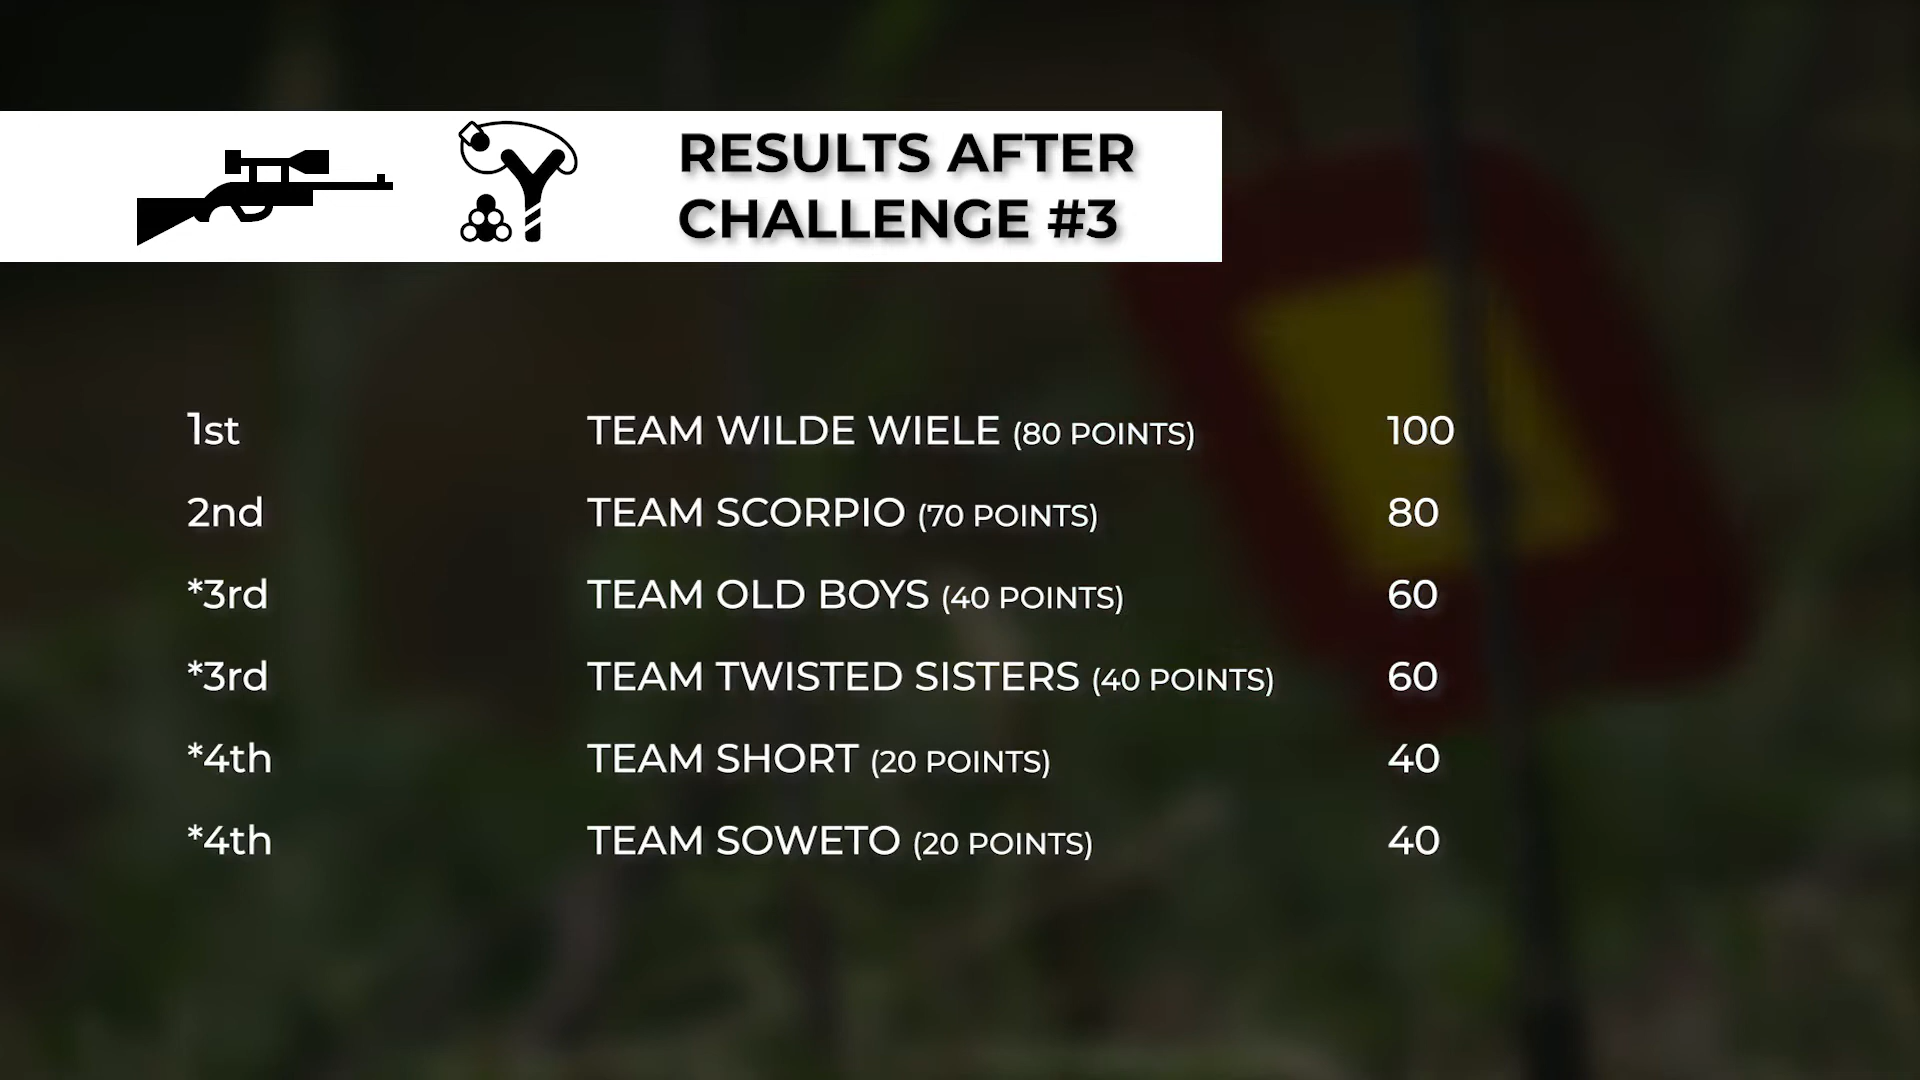 RESULTS AFTER
CHALLENGE #3
1st TEAM WILDE WIELE (80 POINTS) 100
2nd TEAM SCORPIO (70 POINTS) 80
*3rd TEAM OLD BOYS (40 POINTS) 60
*3rd TEAM TWISTED SISTERS (40 POINTS) 60
*4th TEAM SHORT (20 POINTS) 40
*4th TEAM SOWETO (20 POINTS) 40